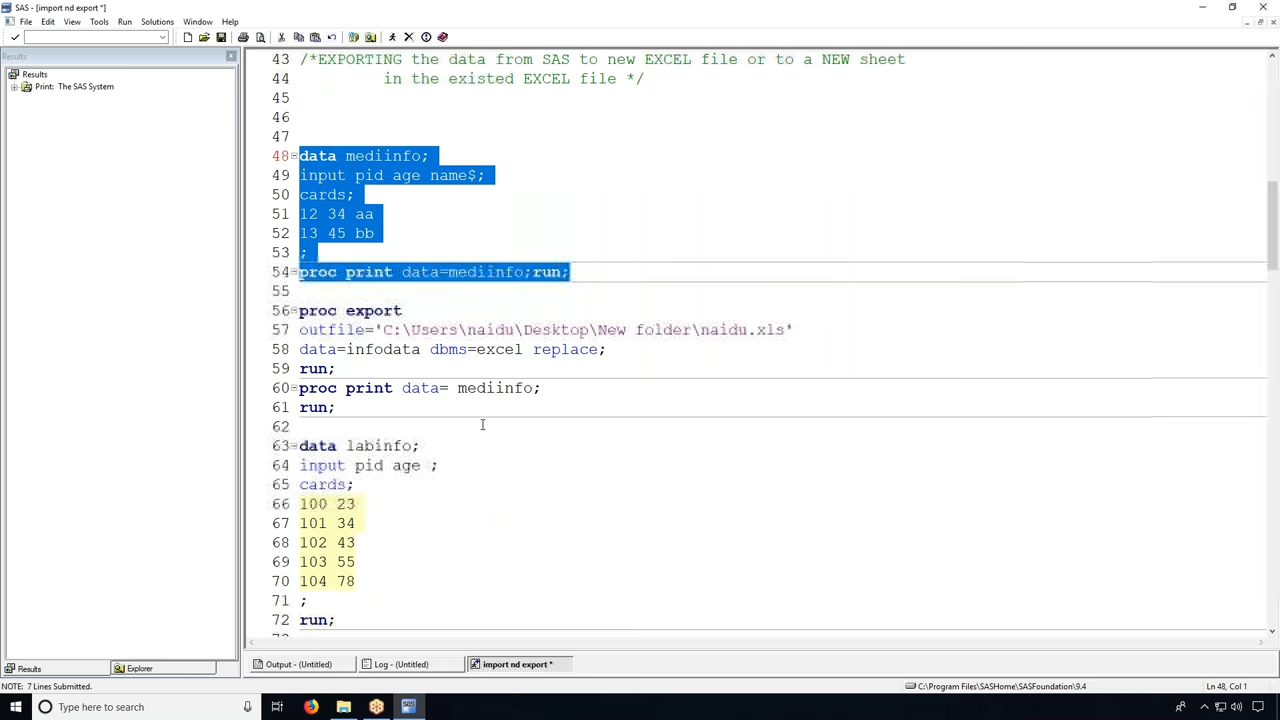 SAS - [import nd export *]
File Edit View Tools Run Solutions Window Help
Results
Results
Print: The SAS System
43 /*EXPORTING the data from SAS to new EXCEL file or to a NEW sheet
44 in the existed EXCEL file */
45
46
47
48 data mediinfo;
49 input pid age name$;
50 cards;
51 12 34 aa
52 13 45 bb
53 ;
54 proc print data=mediinfo;run;
55
56 proc export
57 outfile='C:\Users\naidu\Desktop\New folder\naidu.xls'
58 data=infodata dbms=excel replace;
59 run;
60 proc print data= mediinfo;
61 run;
62
63 data labinfo;
64 input pid age ;
65 cards;
66 100 23
67 101 34
68 102 43
69 103 55
70 104 78
71 ;
72 run;
Results Explorer Output - (Untitled) Log - (Untitled) import nd export *
NOTE: 7 Lines Submitted. C:\Program Files\SASHome\SASFoundation\9.4 Ln 48, Col 1
Type here to search